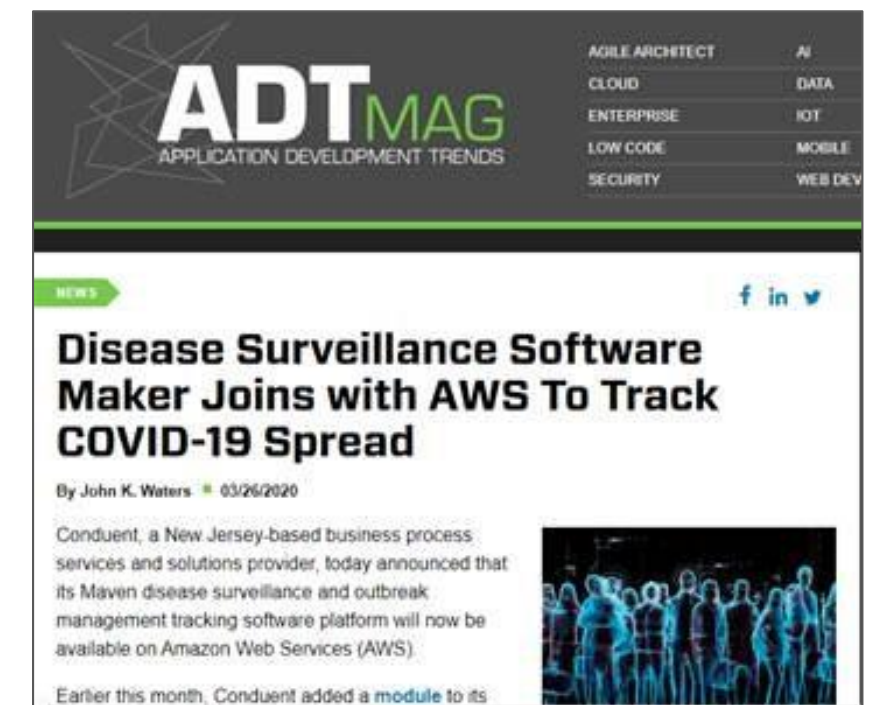 ADTMAG
APPLICATION DEVELOPMENT TRENDS
AGILE ARCHITECT
AI
CLOUD
DATA
ENTERPRISE
IOT
LOW CODE
MOBILE
SECURITY
WEB DEV
NEWS
f in
Disease Surveillance Software
Maker Joins with AWS To Track
COVID-19 Spread
By John K. Waters 03/26/2020
Conduent, a New Jersey-based business process
services and solutions provider, today announced that
its Maven disease surveillance and outbreak
management tracking software platform will now be
available on Amazon Web Services (AWS).
Earlier this month, Conduent added a module to its